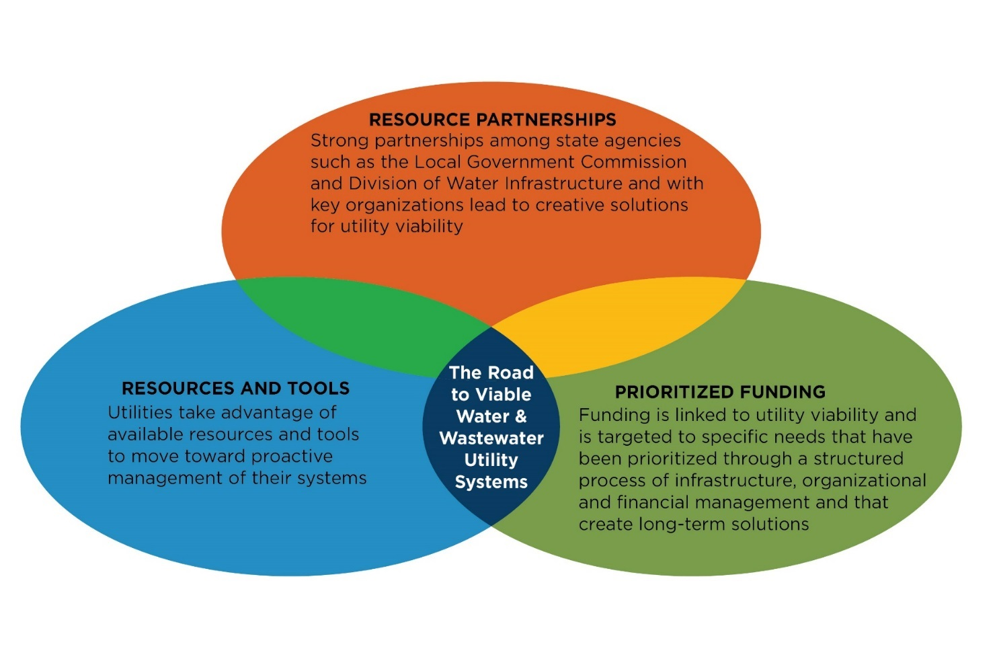 RESOURCE PARTNERSHIPS
Strong partnerships among state agencies
such as the Local Government Commission
and Division of Water Infrastructure and with
key organizations lead to creative solutions
for utility viability
RESOURCES AND TOOLS
Utilities take advantage of
available resources and tools
to move toward proactive
management of their systems
The Road
to Viable
Water &
Wastewater
Utility
Systems
PRIORITIZED FUNDING
Funding is linked to utility viability and
is targeted to specific needs that have
been prioritized through a structured
process of infrastructure, organizational
and financial management and that
create long-term solutions